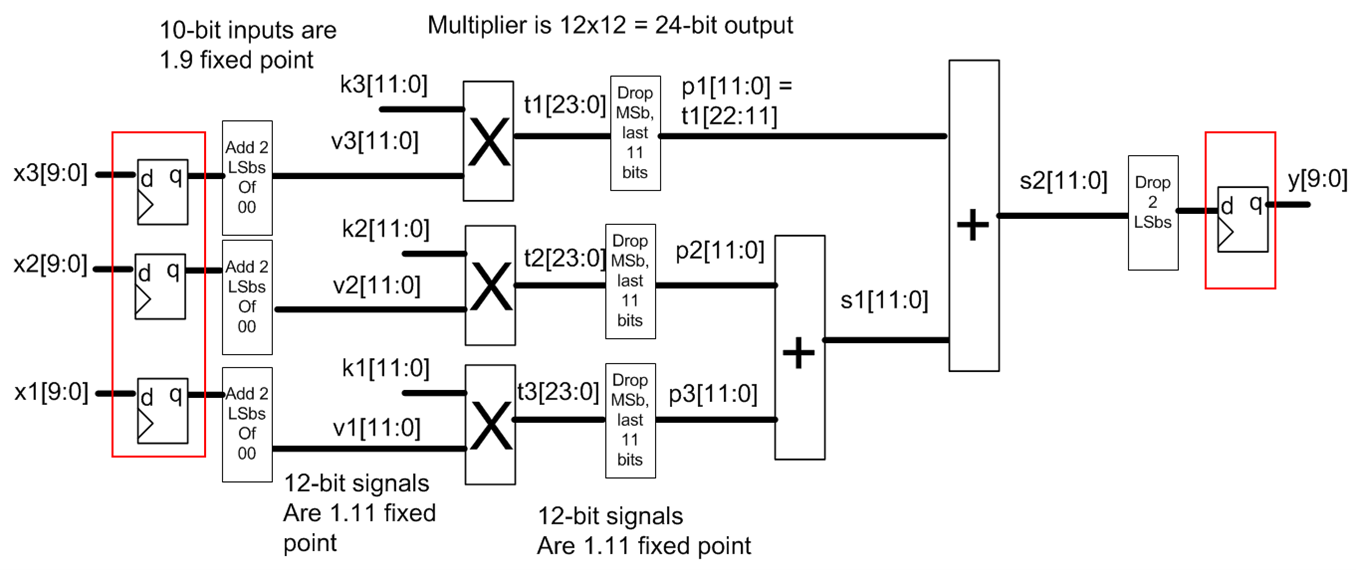 10-bit inputs are
1.9 fixed point
Multiplier is 12x12 = 24-bit output
k3[11:0]
t1[23:0]
Drop
MSb,
last
11
bits
p1[11:0] =
t1[22:11]
x3[9:0]
d q
Add 2
LSbs
Of
00
v3[11:0]
X
s2[11:0]
Drop
2
LSbs
d q
y[9:0]
+
x2[9:0]
d q
Add 2
LSbs
Of
00
k2[11:0]
v2[11:0]
X
t2[23:0]
Drop
MSb,
last
11
bits
p2[11:0]
s1[11:0]
+
x1[9:0]
d q
Add 2
LSbs
Of
00
k1[11:0]
v1[11:0]
X
t3[23:0]
Drop
MSb,
last
11
bits
p3[11:0]
12-bit signals
Are 1.11 fixed
point
12-bit signals
Are 1.11 fixed point